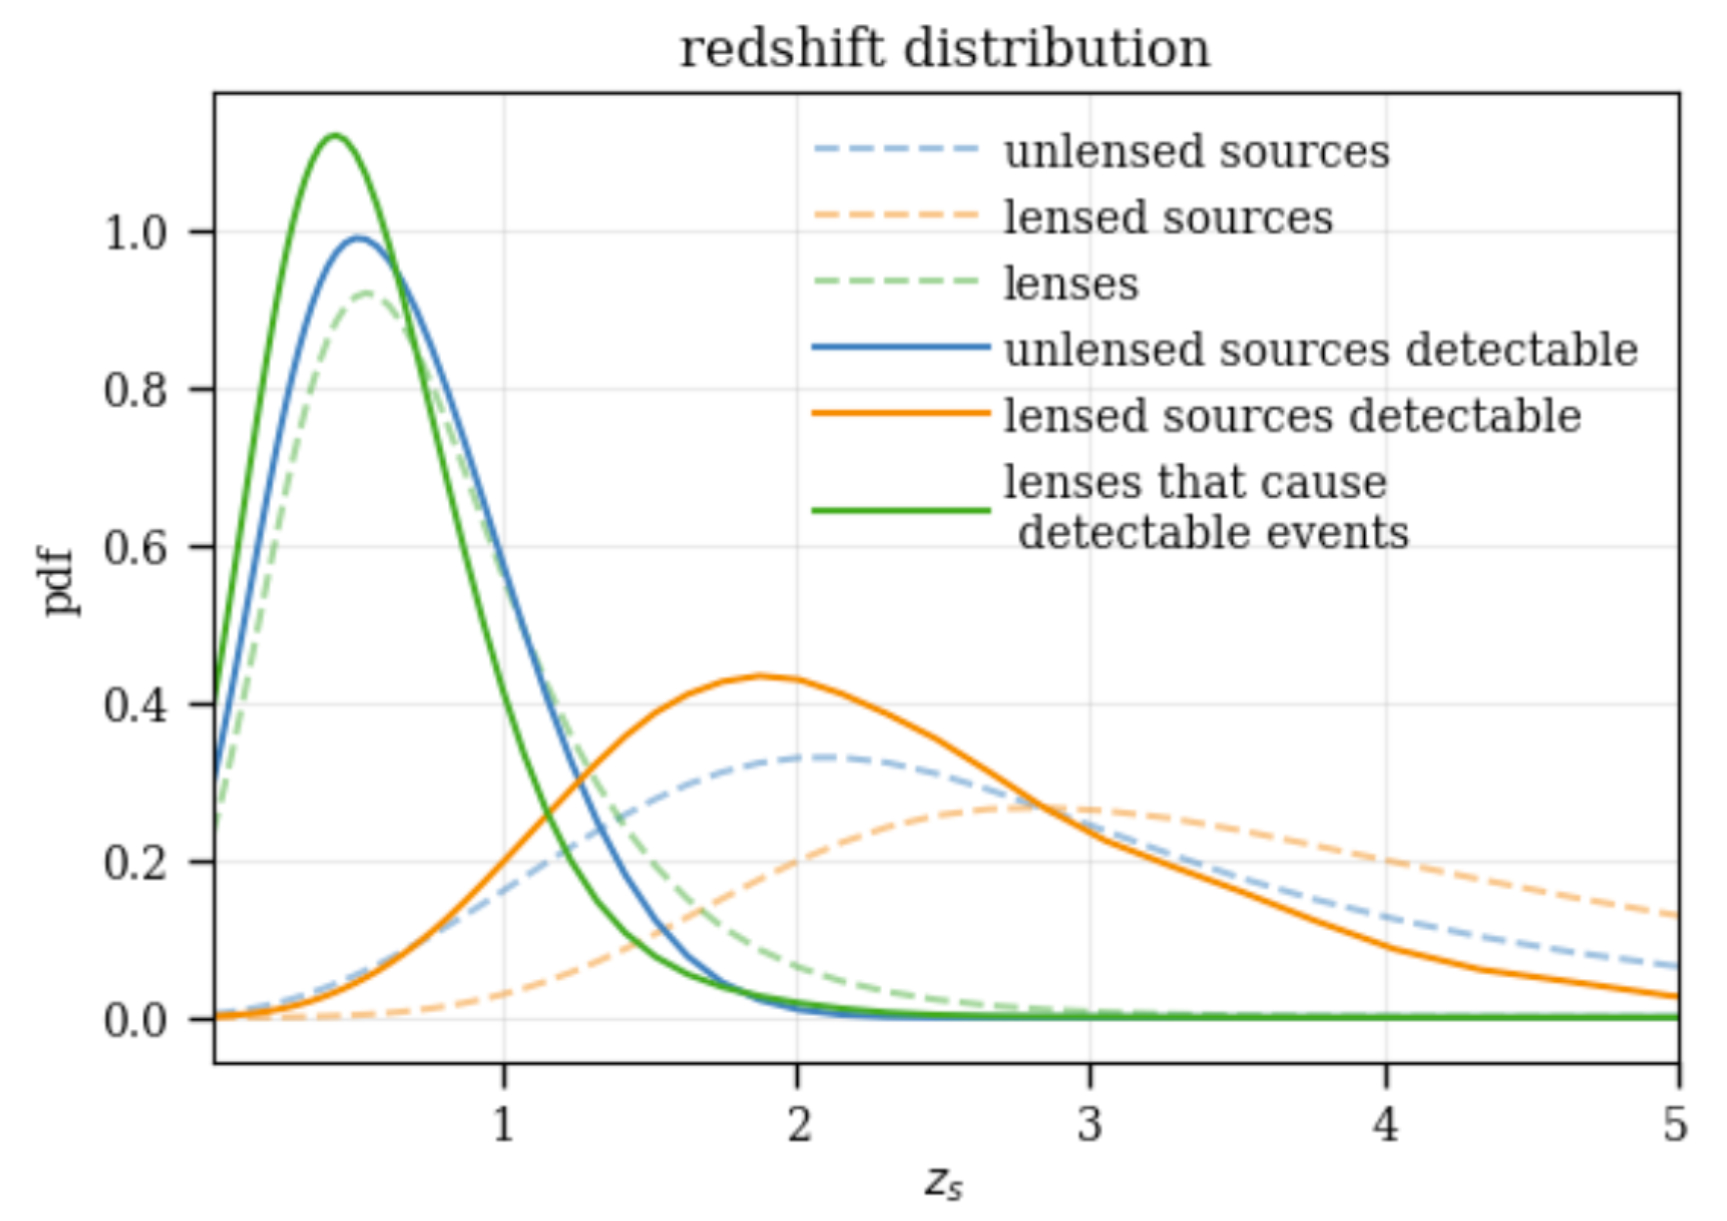 redshift distribution
unlensed sources
lensed sources
lenses
unlensed sources detectable
lensed sources detectable
lenses that cause
detectable events
pdf
1.0
0.8
0.6
0.4
0.2
0.0
1
2
3
4
5
z_s